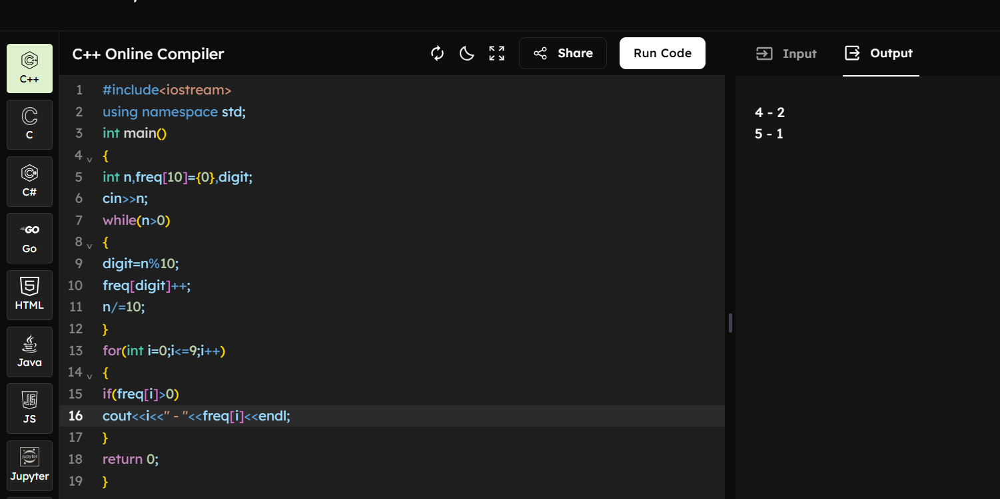 C++ Online Compiler
Share
Run Code
Input
Output
C++
C
C#
GO
Go
5
HTML
Java
JS
JS
jupyter
Jupyter
1 #include<iostream>
2 using namespace std;
3 int main()
4 {
5 int n,freq[10]={0},digit;
6 cin>>n;
7 while(n>0)
8 {
9 digit=n%10;
10 freq[digit]++;
11 n/=10;
12 }
13 for(int i=0;i<=9;i++)
14 {
15 if(freq[i]>0)
16 cout<<i<<" - "<<freq[i]<<endl;
17 }
18 return 0;
19 }
4 - 2
5 - 1